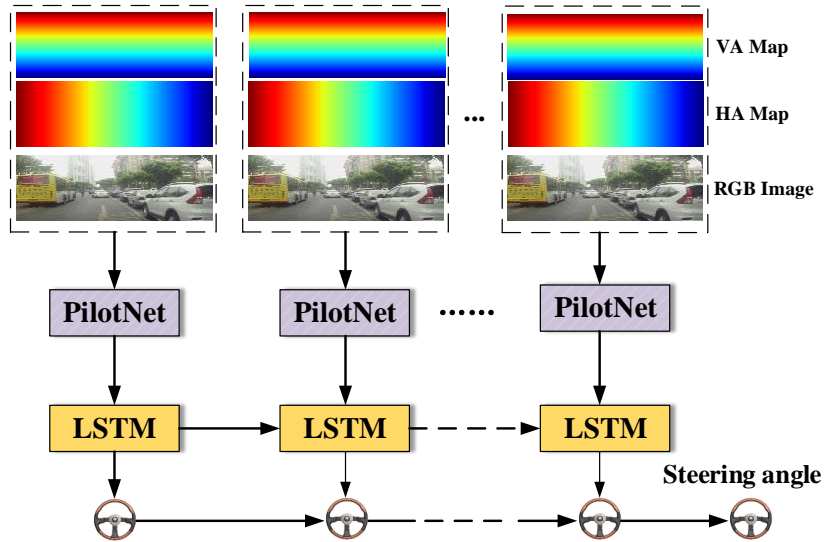 VA Map
HA Map
...
RGB Image
PilotNet
PilotNet
......
PilotNet
LSTM
LSTM
LSTM
Steering angle